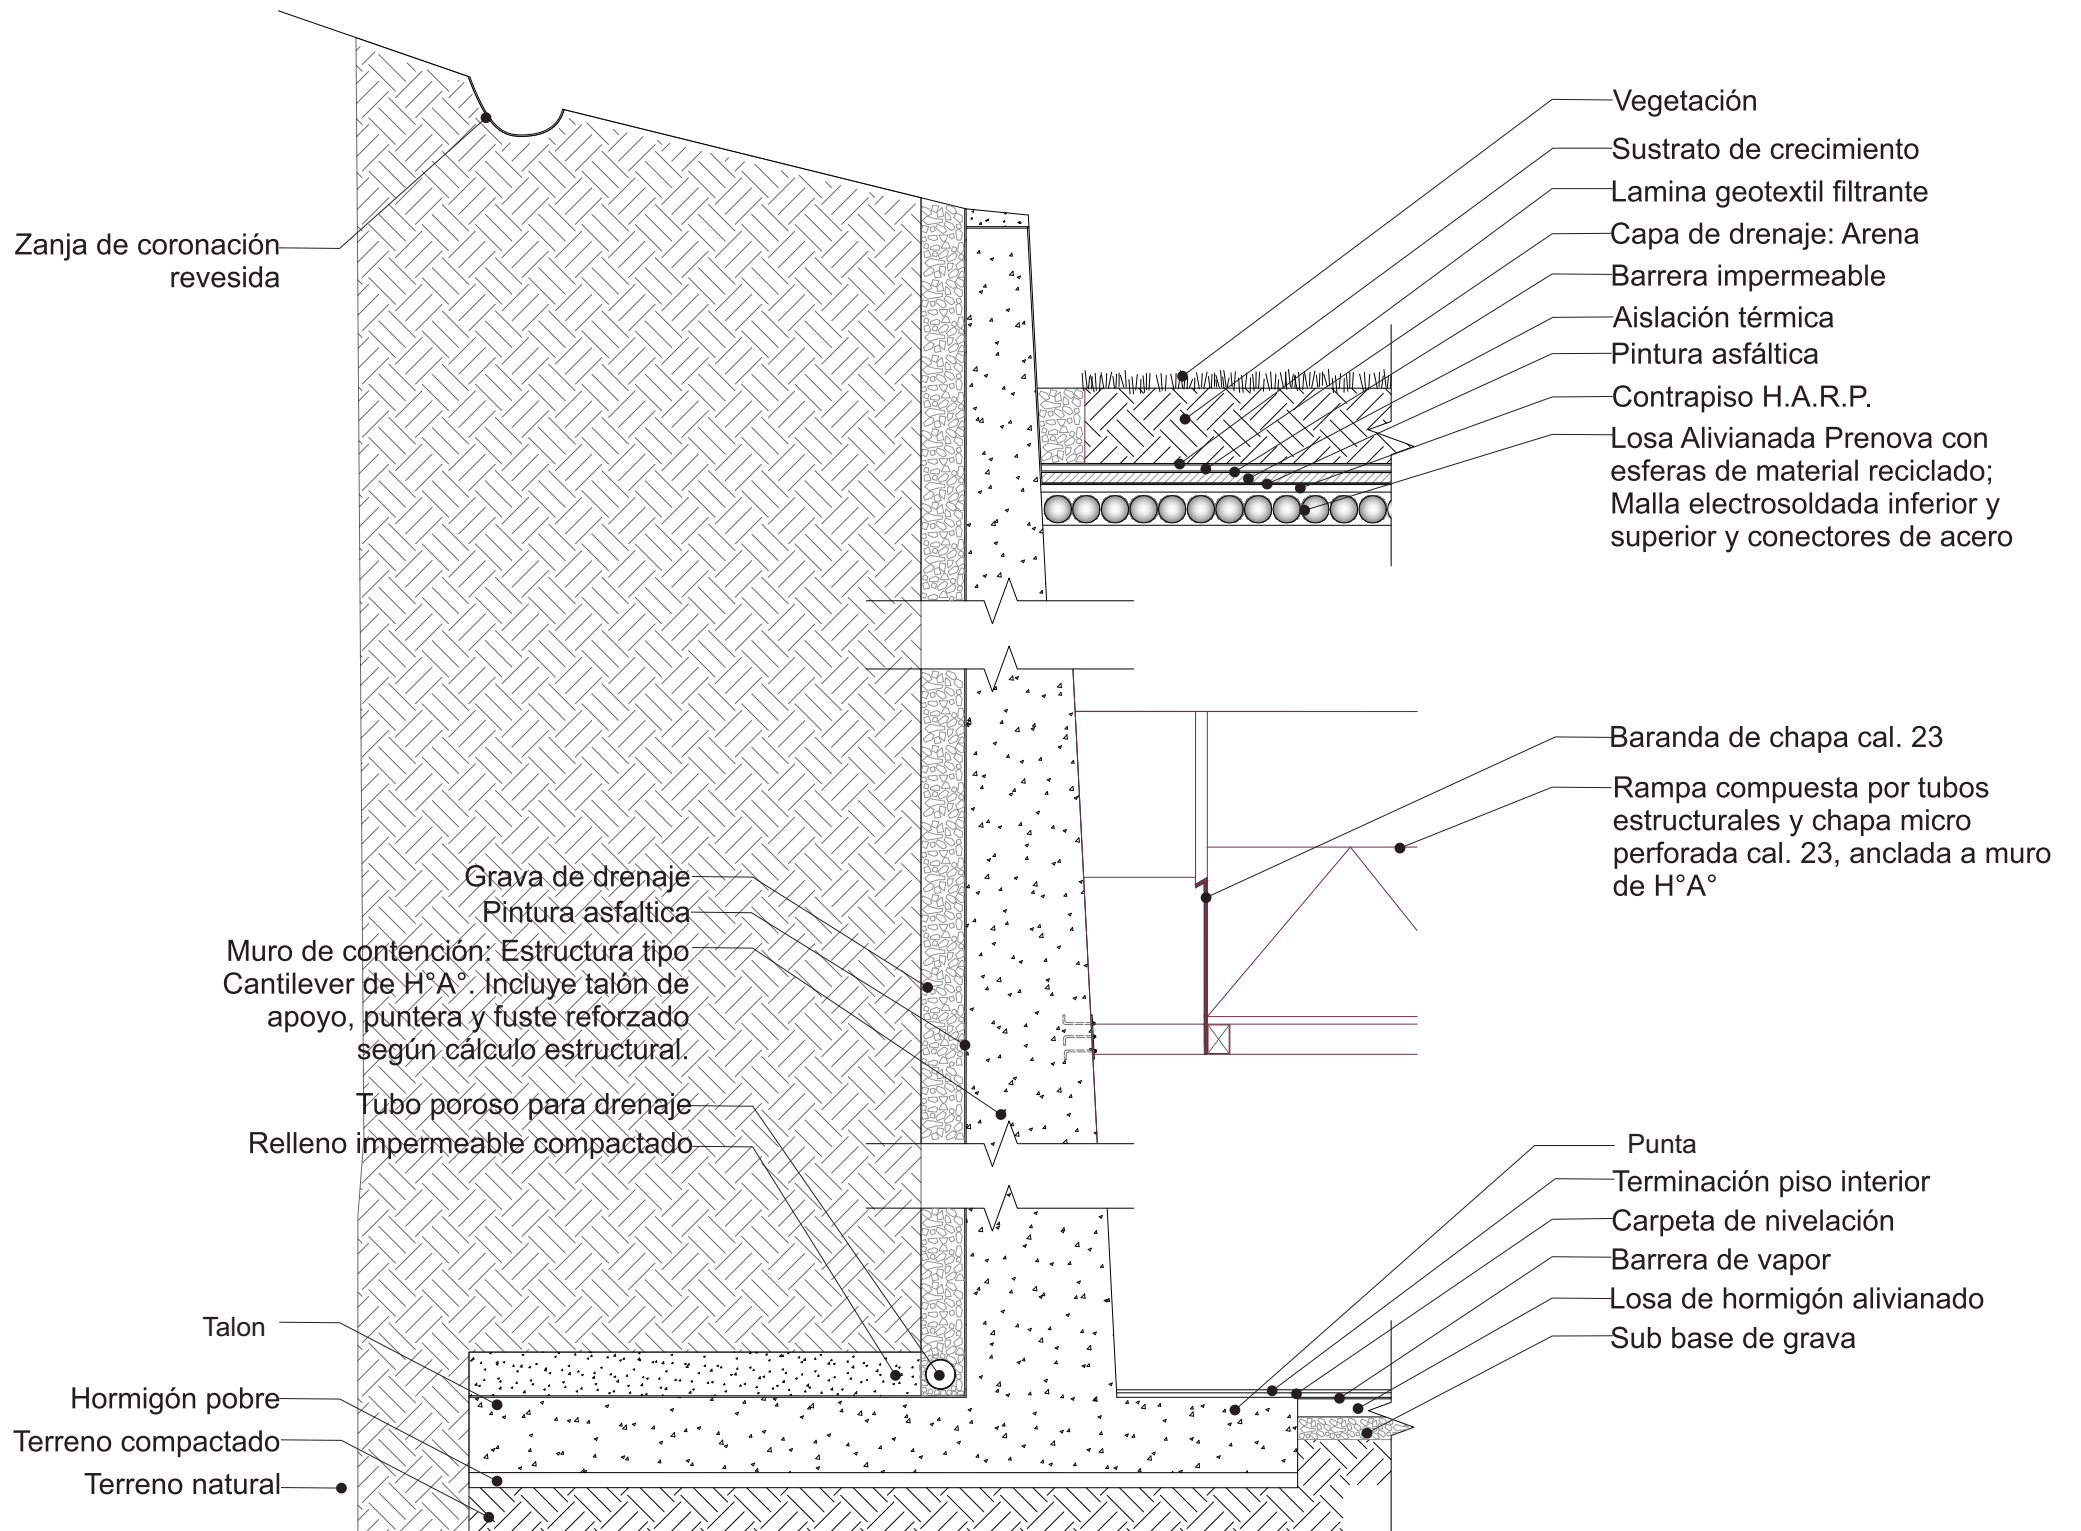 Zanja de coronación
revesida
Grava de drenaje
Pintura asfaltica
Muro de contención: Estructura tipo
Cantilever de H°A°. Incluye talón de
apoyo, puntera y fuste reforzado
según cálculo estructural.
Tubo poroso para drenaje
Relleno impermeable compactado
Talon
Hormigón pobre
Terreno compactado
Terreno natural
Vegetación
Sustrato de crecimiento
Lamina geotextil filtrante
Capa de drenaje: Arena
Barrera impermeable
Aislación térmica
Pintura asfáltica
Contrapiso H.A.R.P.
Losa Alivianada Prenova con
esferas de material reciclado;
Malla electrosoldada inferior y
superior y conectores de acero
Baranda de chapa cal. 23
Rampa compuesta por tubos
estructurales y chapa micro
perforada cal. 23, anclada a muro
de H°A°
Punta
Terminación piso interior
Carpeta de nivelación
Barrera de vapor
Losa de hormigón alivianado
Sub base de grava